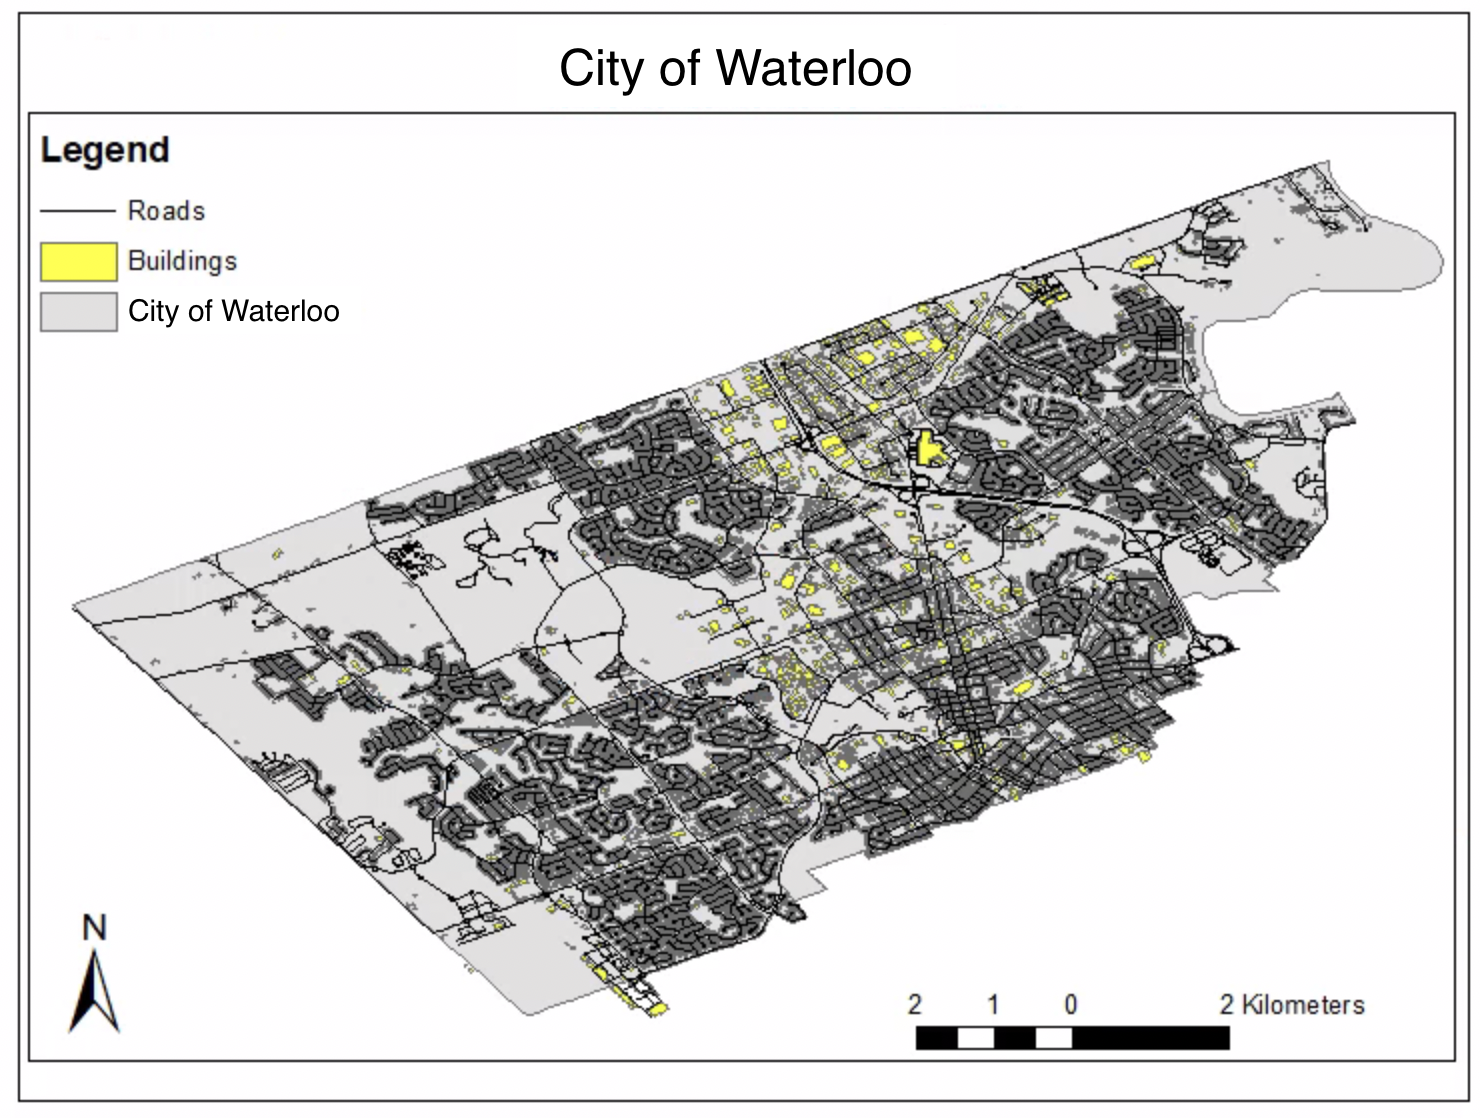 City of Waterloo
Legend
Roads
Buildings
City of Waterloo
N
2 1 0 2 Kilometers